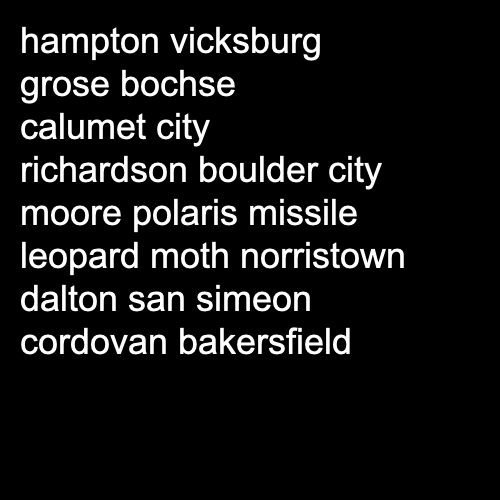 hampton vicksburg
grose bochse
calumet city
richardson boulder city
moore polaris missile
leopard moth norristown
dalton san simeon
cordovan bakersfield